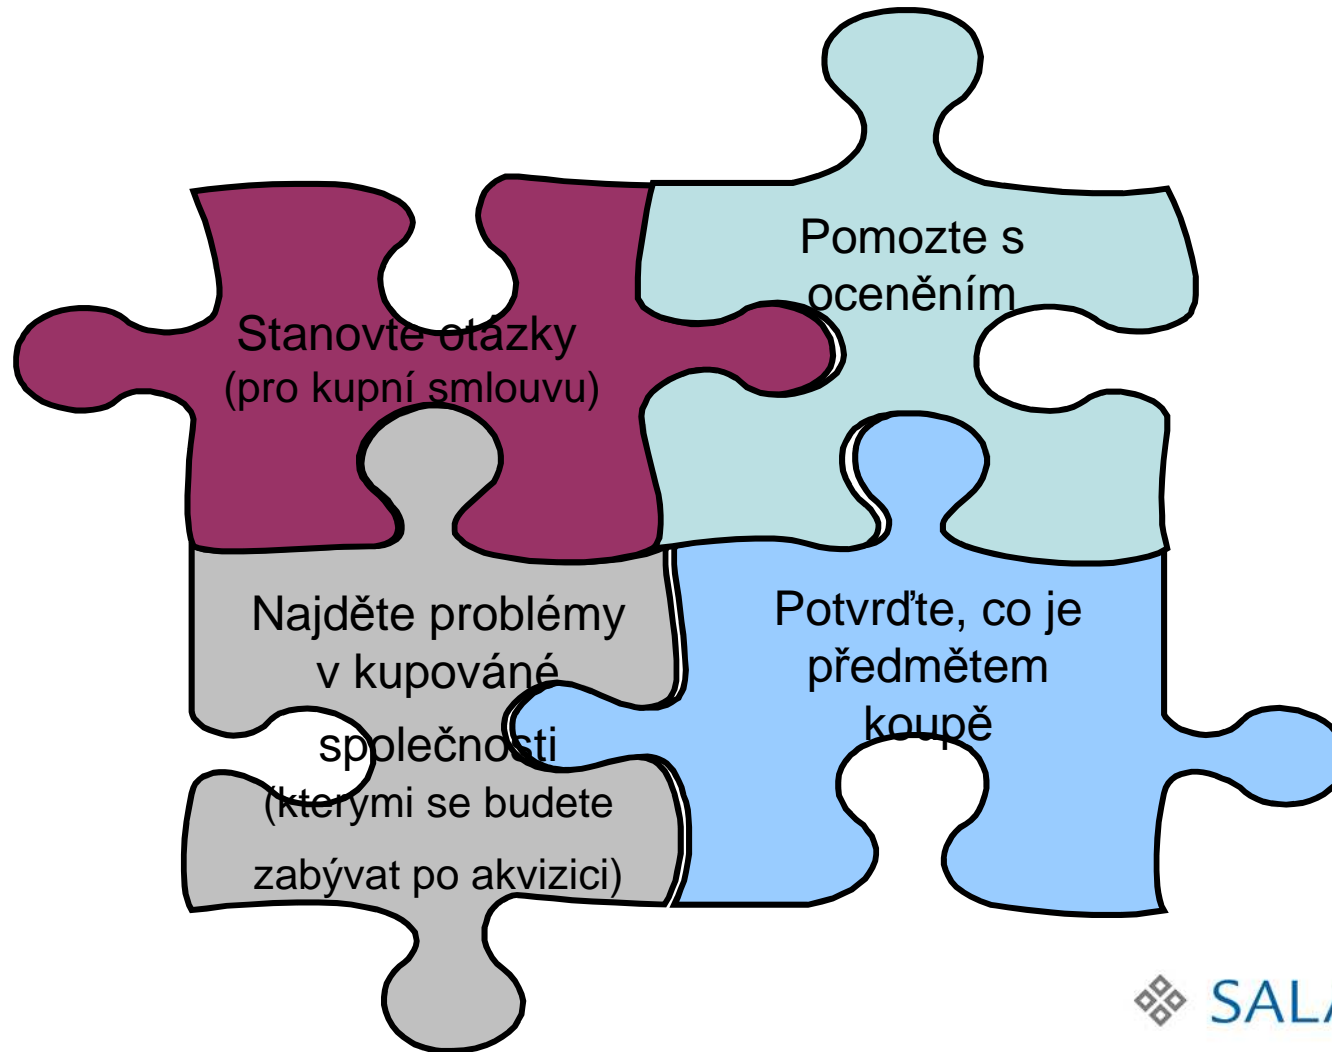 Pomozte s
oceněním
Stanovte otázky
(pro kupní smlouvu)
Najděte problémy
v kupováné
společnosti
(kterými se budete
zabývat po akvizici)
Potvrďte, co je
předmětem
koupě